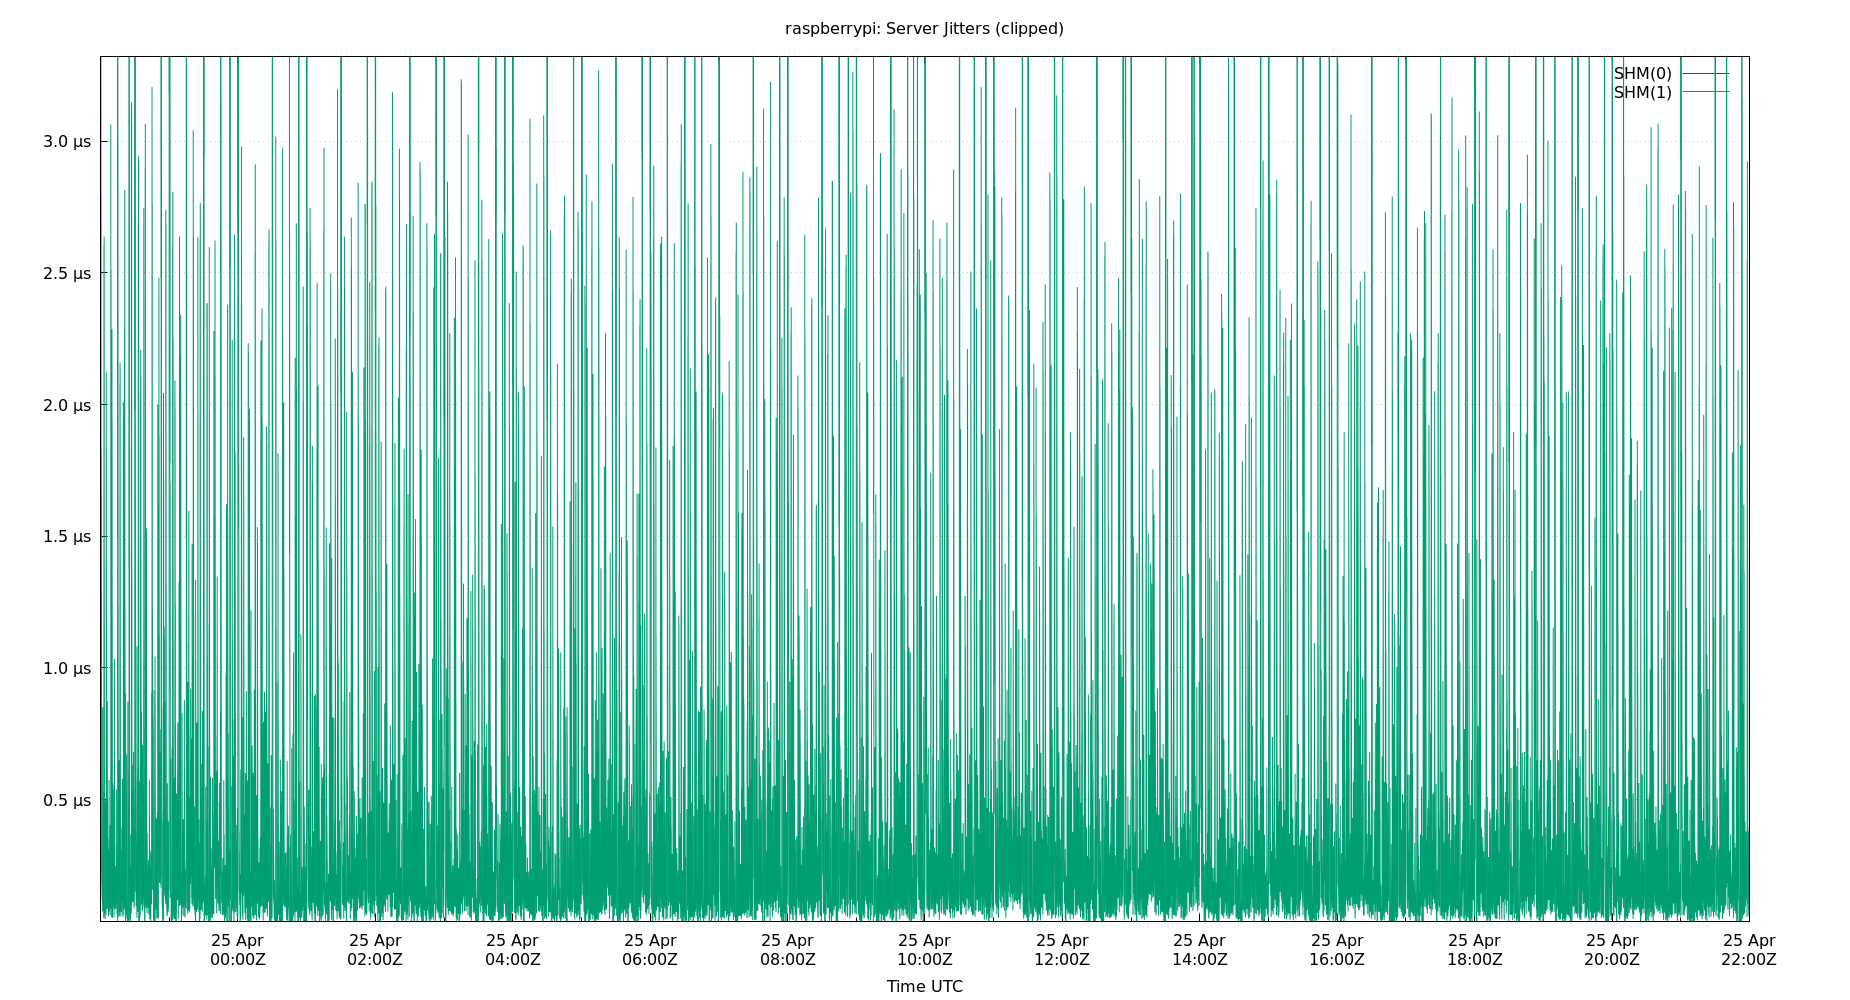 raspberrypi: Server Jitters (clipped)
SHM(0)
SHM(1)
3.0 μs
2.5 μs
2.0 μs
1.5 μs
1.0 μs
0.5 μs
25 Apr 25 Apr 25 Apr 25 Apr 25 Apr 25 Apr 25 Apr 25 Apr 25 Apr 25 Apr 25 Apr 25 Apr
00:00Z 02:00Z 04:00Z 06:00Z 08:00Z 10:00Z 12:00Z 14:00Z 16:00Z 18:00Z 20:00Z 22:00Z
Time UTC